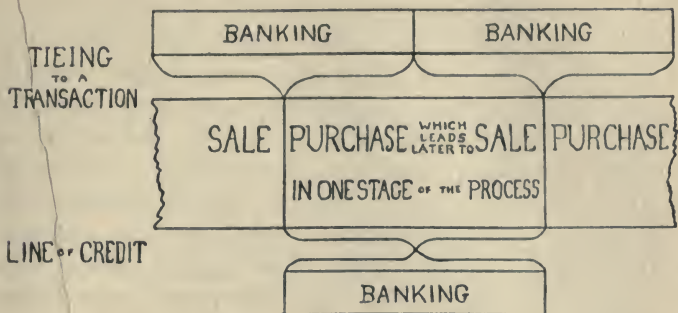 BANKING BANKING
TIEING
TO A
TRANSACTION
SALE PURCHASE WHICH LEADS LATER TO SALE PURCHASE
IN ONE STAGE OF THE PROCESS
LINE OF CREDIT
BANKING